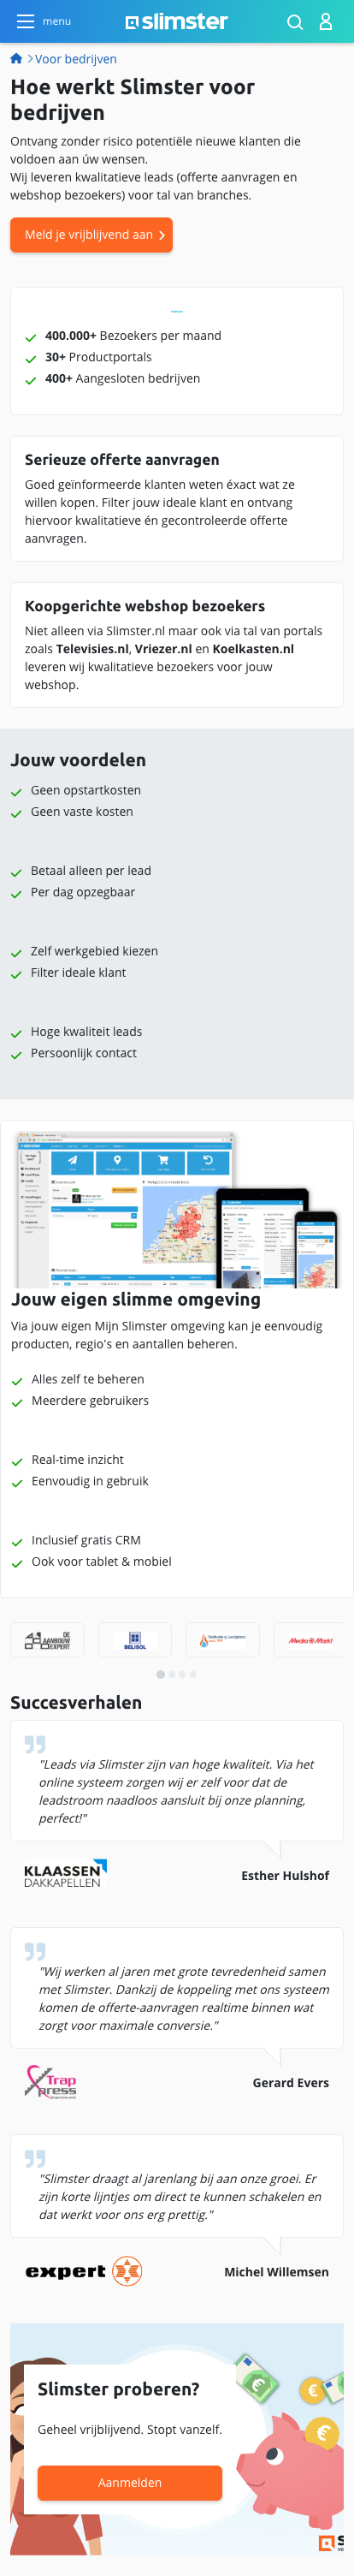 menu
slimster
Voor bedrijven
Hoe werkt Slimster voor
bedrijven
Ontvang zonder risico potentiële nieuwe klanten die
voldoen aan úw wensen.
Wij leveren kwalitatieve leads (offerte aanvragen en
webshop bezoekers) voor tal van branches.
Meld je vrijblijvend aan
400.000+ Bezoekers per maand
30+ Productportals
400+ Aangesloten bedrijven
Serieuze offerte aanvragen
Goed geïnformeerde klanten weten éxact wat ze
willen kopen. Filter jouw ideale klant en ontvang
hiervoor kwalitatieve én gecontroleerde offerte
aanvragen.
Koopgerichte webshop bezoekers
Niet alleen via Slimster.nl maar ook via tal van portals
zoals Televisies.nl, Vriezer.nl en Koelkasten.nl
leveren wij kwalitatieve bezoekers voor jouw
webshop.
Jouw voordelen
Geen opstartkosten
Geen vaste kosten
Betaal alleen per lead
Per dag opzegbaar
Zelf werkgebied kiezen
Filter ideale klant
Hoge kwaliteit leads
Persoonlijk contact
slimster
Jouw eigen slimme omgeving
Via jouw eigen Mijn Slimster omgeving kan je eenvoudig
producten, regio's en aantallen beheren.
Alles zelf te beheren
Meerdere gebruikers
Real-time inzicht
Eenvoudig in gebruik
Inclusief gratis CRM
Ook voor tablet & mobiel
DE
AANBOUW
EXPERT
BELISOL
Media Markt
Succesverhalen
"Leads via Slimster zijn van hoge kwaliteit. Via het
online systeem zorgen wij er zelf voor dat de
leadstroom naadloos aansluit bij onze planning,
perfect!"
KLAASSEN
DAKKAPELLEN
Esther Hulshof
"Wij werken al jaren met grote tevredenheid samen
met Slimster. Dankzij de koppeling met ons systeem
komen de offerte-aanvragen realtime binnen wat
zorgt voor maximale conversie."
Trap
press
Gerard Evers
"Slimster draagt al jarenlang bij aan onze groei. Er
zijn korte lijntjes om direct te kunnen schakelen en
dat werkt voor ons erg prettig."
expert
Michel Willemsen
Slimster proberen?
Geheel vrijblijvend. Stopt vanzelf.
Aanmelden